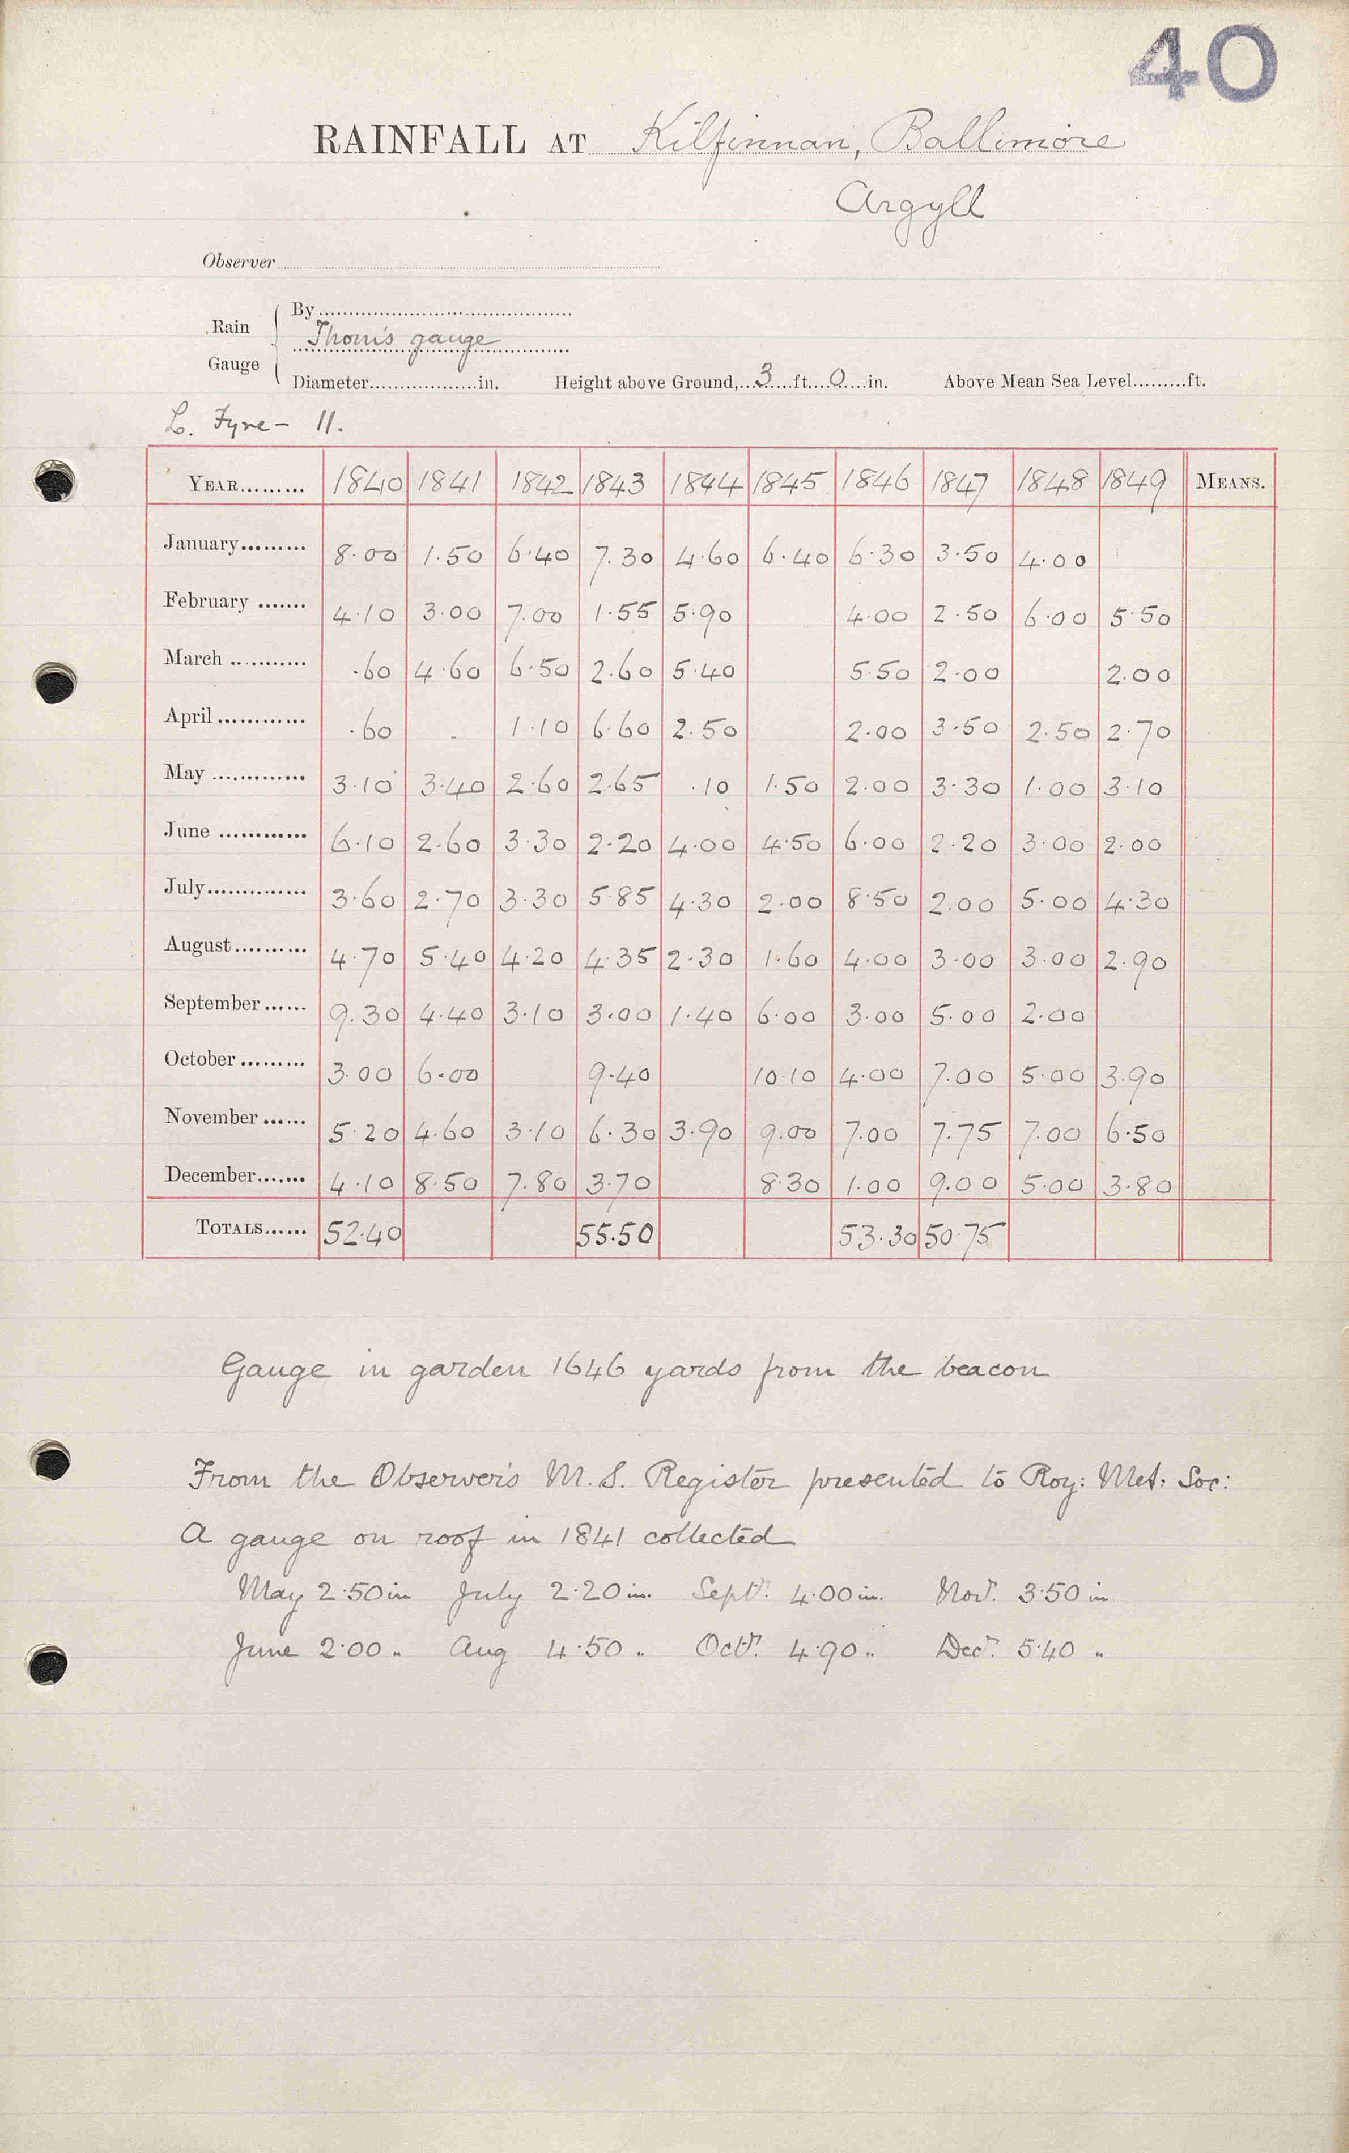 40
RAINFALL AT Kilfinnan, Ballimore
Argyll
Observer
Rain Gauge
By
Thom's gauge
Diameter in. Height above Ground, 3 ft. 0 in. Above Mean Sea Level ft.
L. Fyne - 11.
YEAR 1840 1841 1842 1843 1844 1845 1846 1847 1848 1849 MEANS.
January 8.00 1.50 6.40 7.30 4.60 6.40 6.30 3.50 4.00
February 4.10 3.00 7.00 1.55 5.90 4.00 2.50 6.00 5.50
March .60 4.60 6.50 2.60 5.40 5.50 2.00 2.00
April .60 . 1.10 6.60 2.50 2.00 3.50 2.50 2.70
May 3.10 3.40 2.60 2.65 .10 1.50 2.00 3.30 1.00 3.10
June 6.10 2.60 3.30 2.20 4.00 4.50 6.00 2.20 3.00 2.00
July 3.60 2.70 3.30 5.85 4.30 2.00 8.50 2.00 5.00 4.30
August 4.70 5.40 4.20 4.35 2.30 1.60 4.00 3.00 3.00 2.90
September 9.30 4.40 3.10 3.00 1.40 6.00 3.00 5.00 2.00
October 3.00 6.00 9.40 10.10 4.00 7.00 5.00 3.90
November 5.20 4.60 3.10 6.30 3.90 9.00 7.00 7.75 7.00 6.50
December 4.10 8.50 7.80 3.70 8.30 1.00 9.00 5.00 3.80
TOTALS 52.40 55.50 53.30 50.75
Gauge in garden 1646 yards from the beacon
From the Observer's M.S. Register presented to Roy: Met: Soc:
A gauge on roof in 1841 collected
May 2.50 in July 2.20 in. Septr. 4.00 in. Novr. 3.50 in
June 2.00 " Aug 4.50 " Octr. 4.90 " Decr. 5.40 "